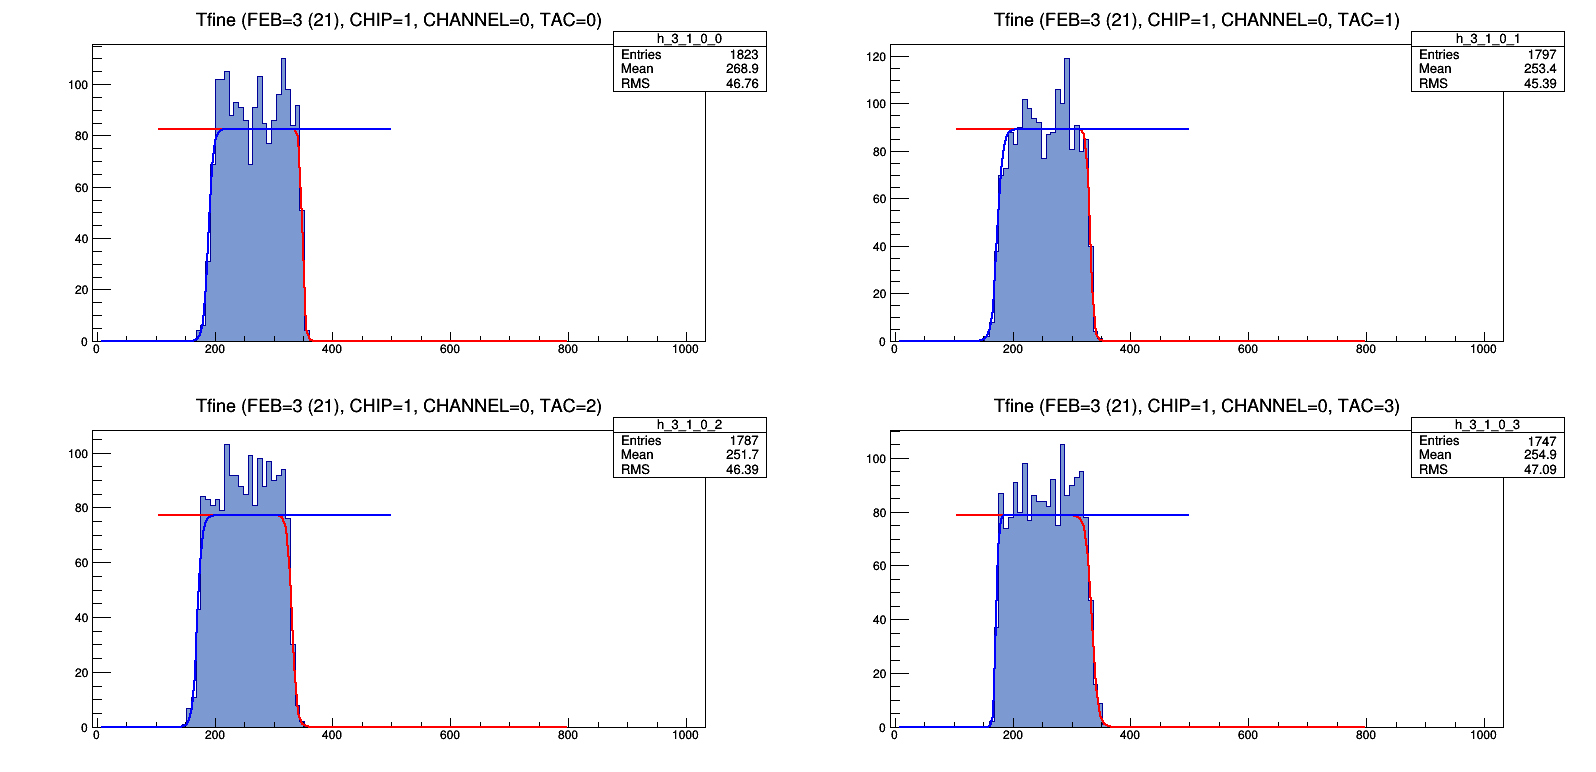 Tfine (FEB=3 (21), CHIP=1, CHANNEL=0, TAC=0)
h_3_1_0_0
Entries 1823
Mean 268.9
RMS 46.76
100
80
60
40
20
0
0 200 400 600 800 1000
Tfine (FEB=3 (21), CHIP=1, CHANNEL=0, TAC=1)
h_3_1_0_1
Entries 1797
Mean 253.4
RMS 45.39
120
100
80
60
40
20
0
0 200 400 600 800 1000
Tfine (FEB=3 (21), CHIP=1, CHANNEL=0, TAC=2)
h_3_1_0_2
Entries 1787
Mean 251.7
RMS 46.39
100
80
60
40
20
0
0 200 400 600 800 1000
Tfine (FEB=3 (21), CHIP=1, CHANNEL=0, TAC=3)
h_3_1_0_3
Entries 1747
Mean 254.9
RMS 47.09
100
80
60
40
20
0
0 200 400 600 800 1000